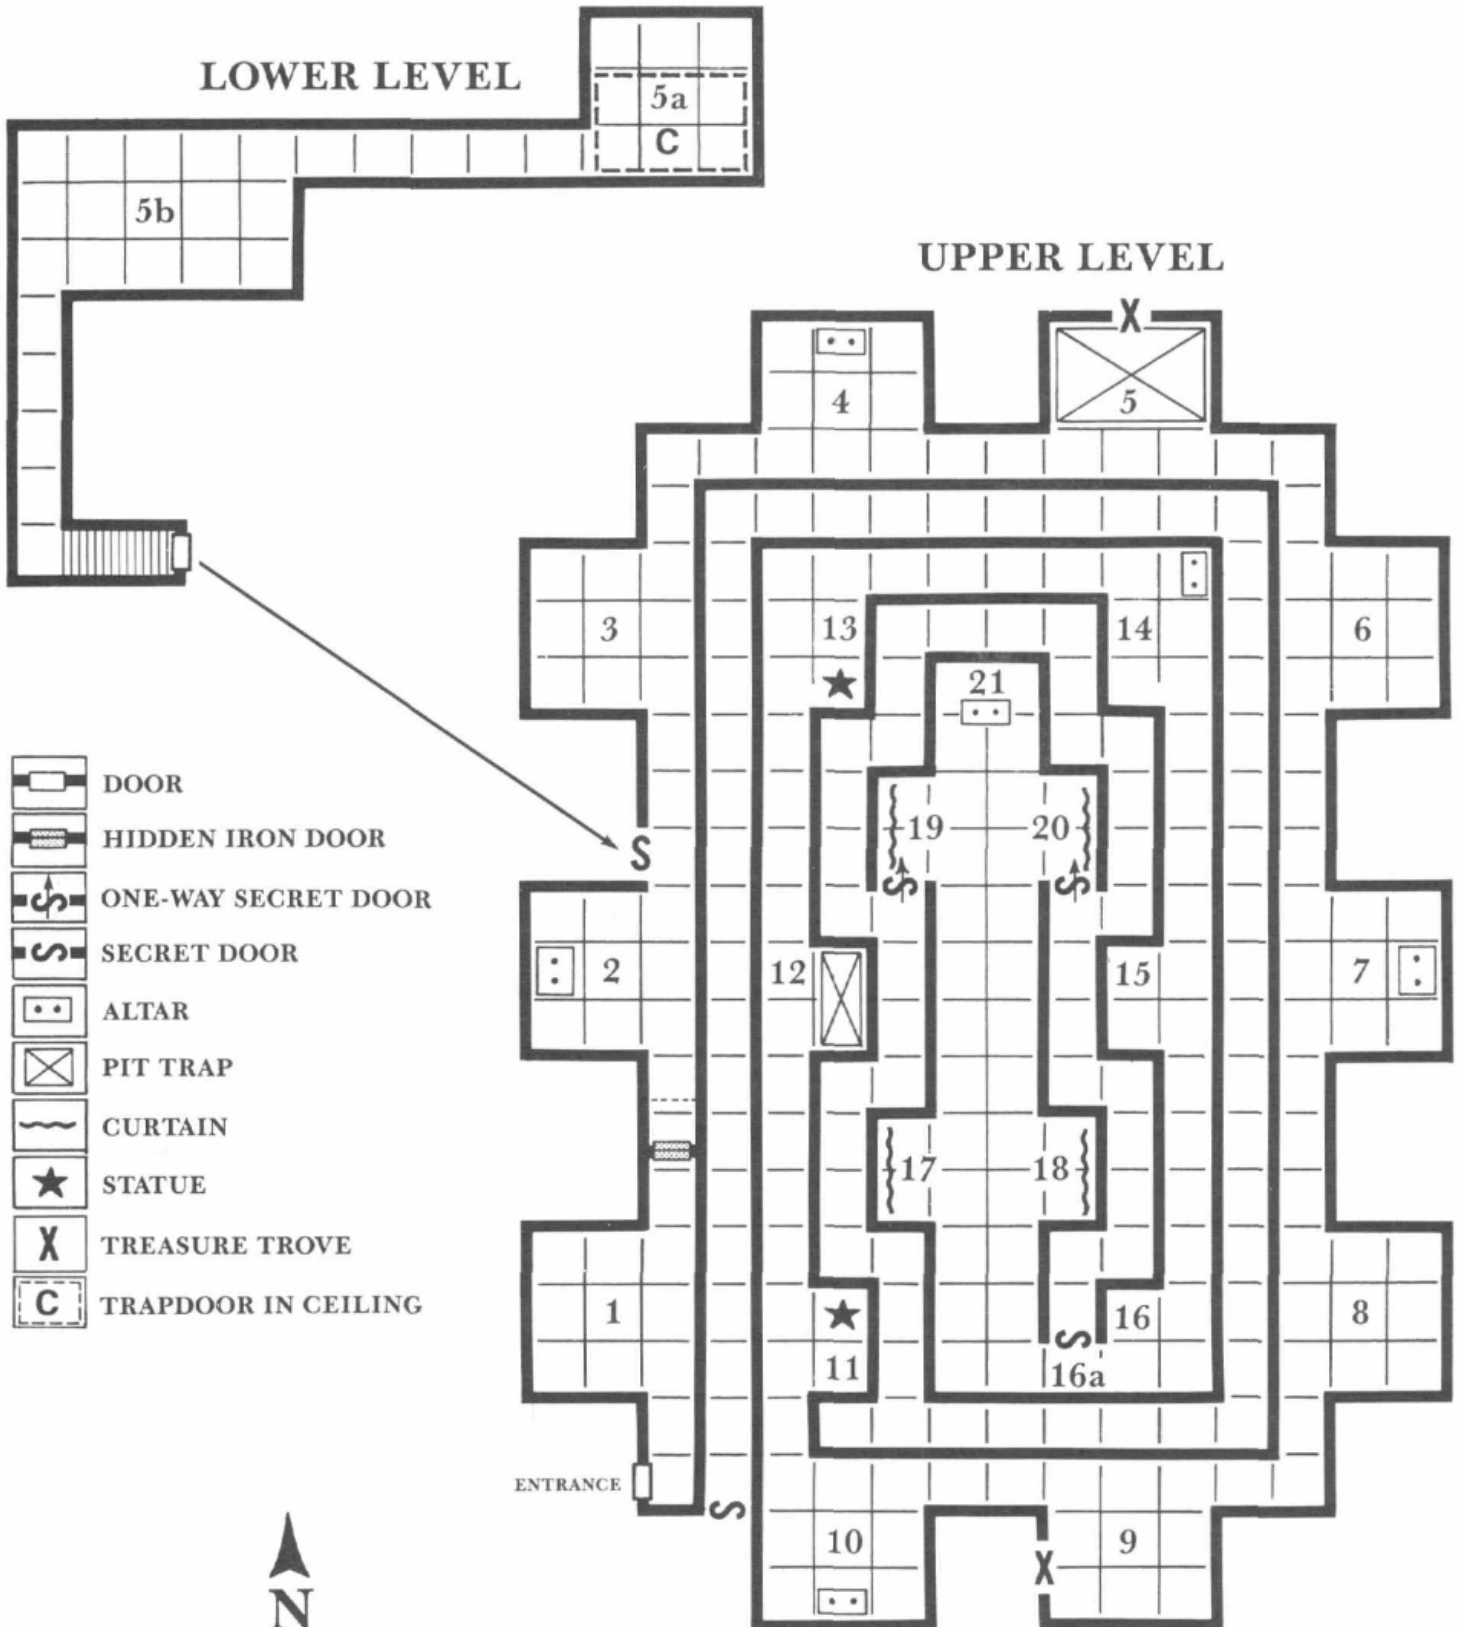 LOWER LEVEL
5a
C
5b
UPPER LEVEL
X
4
5
3
13
14
6
21
S
19
20
S
S
2
12
15
7
17
18
1
16
8
S
11
16a
ENTRANCE
S
10
9
X
DOOR
HIDDEN IRON DOOR
S ONE-WAY SECRET DOOR
S SECRET DOOR
ALTAR
PIT TRAP
CURTAIN
STATUE
X TREASURE TROVE
C TRAPDOOR IN CEILING
N